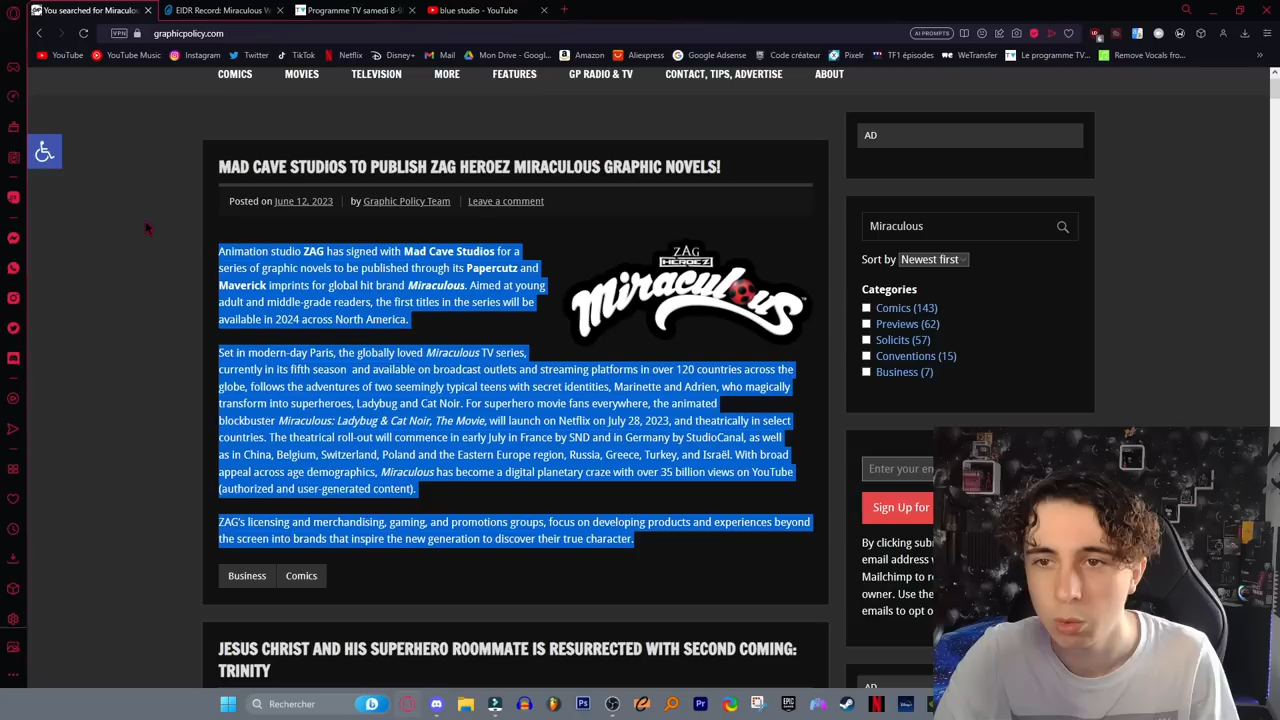 You searched for Miraculou
EIDR Record: Miraculous W
Programme TV samedi 8-9
blue studio - YouTube
VPN
graphicpolicy.com
AI PROMPTS
YouTube
YouTube Music
Instagram
Twitter
TikTok
Netflix
Disney+
Mail
Mon Drive - Googl...
Amazon
Aliexpress
Google Adsense
Code créateur
Pixelr
TF1 épisodes
WeTransfer
Le programme TV...
Remove Vocals fro...
COMICS
MOVIES
TELEVISION
MORE
FEATURES
GP RADIO & TV
CONTACT, TIPS, ADVERTISE
ABOUT
MAD CAVE STUDIOS TO PUBLISH ZAG HEROEZ MIRACULOUS GRAPHIC NOVELS!
Posted on June 12, 2023
by Graphic Policy Team
Leave a comment
Animation studio ZAG has signed with Mad Cave Studios for a
series of graphic novels to be published through its Papercutz and
Maverick imprints for global hit brand Miraculous. Aimed at young
adult and middle-grade readers, the first titles in the series will be
available in 2024 across North America.
ZAG
HEROEZ
Miraculous
Set in modern-day Paris, the globally loved Miraculous TV series,
currently in its fifth season and available on broadcast outlets and streaming platforms in over 120 countries across the
globe, follows the adventures of two seemingly typical teens with secret identities, Marinette and Adrien, who magically
transform into superheroes, Ladybug and Cat Noir. For superhero movie fans everywhere, the animated
blockbuster Miraculous: Ladybug & Cat Noir, The Movie, will launch on Netflix on July 28, 2023, and theatrically in select
countries. The theatrical roll-out will commence in early July in France by SND and in Germany by StudioCanal, as well
as in China, Belgium, Switzerland, Poland and the Eastern Europe region, Russia, Greece, Turkey, and Israël. With broad
appeal across age demographics, Miraculous has become a digital planetary craze with over 35 billion views on YouTube
(authorized and user-generated content).
ZAG's licensing and merchandising, gaming, and promotions groups, focus on developing products and experiences beyond
the screen into brands that inspire the new generation to discover their true character.
Business
Comics
JESUS CHRIST AND HIS SUPERHERO ROOMMATE IS RESURRECTED WITH SECOND COMING:
TRINITY
AD
Miraculous
Sort by
Newest first
Categories
Comics (143)
Previews (62)
Solicits (57)
Conventions (15)
Business (7)
Enter your em
Sign Up for
By clicking sub
email address
Mailchimp to r
owner. Use the
emails to opt o
AD
Rechercher